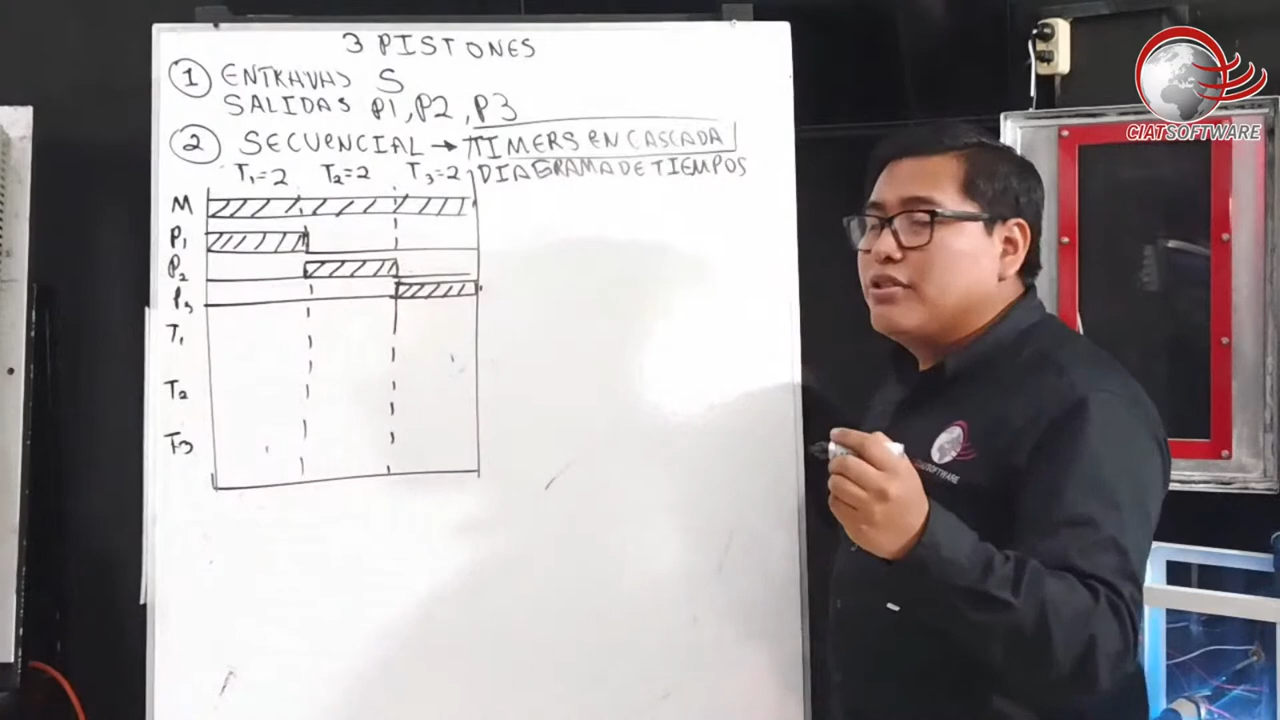 3 PISTONES
① ENTRADAS S
SALIDAS P1, P2, P3
② SECUENCIAL → TIMERS EN CASCADA
DIAGRAMA DE TIEMPOS
T1=2 T2=2 T3=2
M
P1
P2
P3
T1
T2
T3
CIATSOFTWARE
CIATSOFTWARE